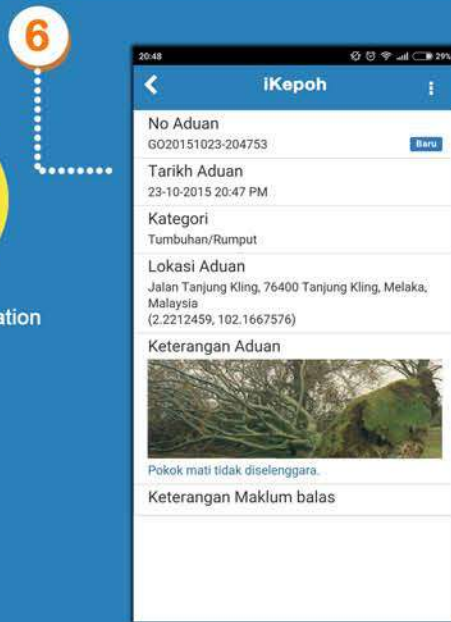 6
20:48
29%
iKepoh
No Aduan
GO20151023-204753
Baru
Tarikh Aduan
23-10-2015 20:47 PM
Kategori
Tumbuhan/Rumput
Lokasi Aduan
Jalan Tanjung Kling, 76400 Tanjung Kling, Melaka,
Malaysia
(2.2212459, 102.1667576)
ation
Keterangan Aduan
Pokok mati tidak diselenggara.
Keterangan Maklum balas